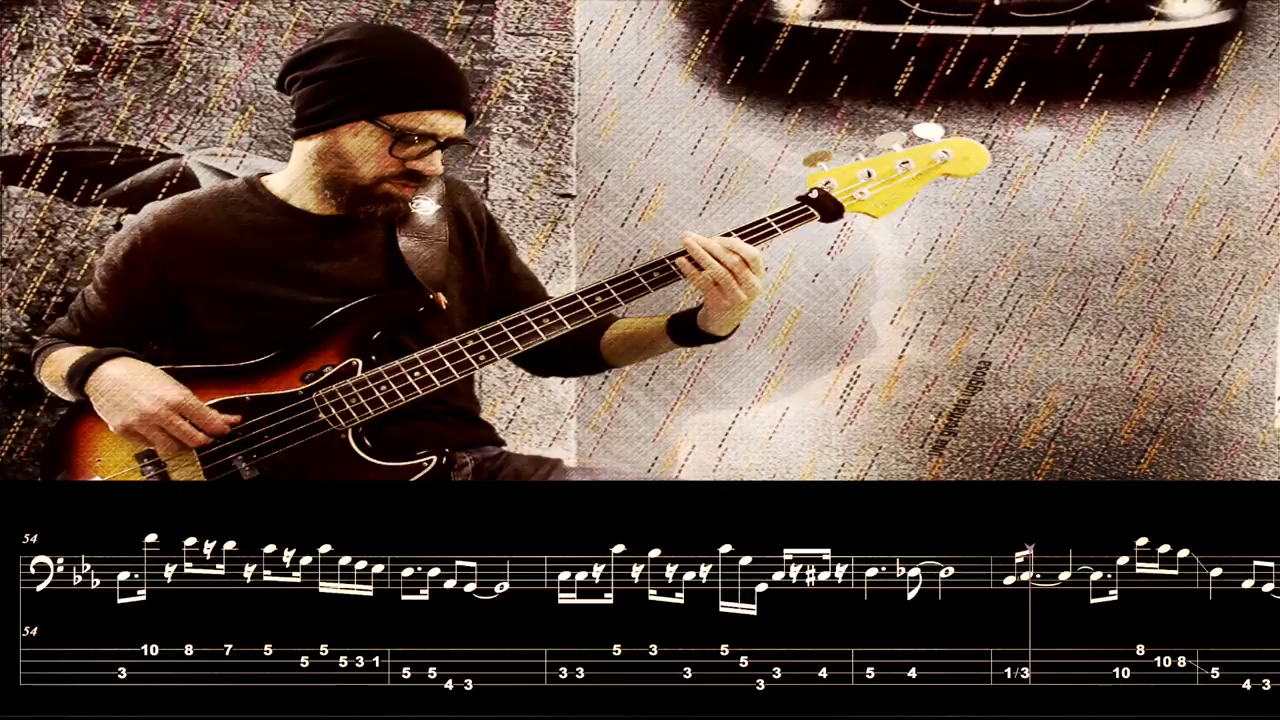 54
54
10 8 7 5 5 5 3 5 8
5 5 3 1 5 10 8
3 5 5 3 3 3 3 4 5 4 1/3 10 5
4 3 3 4 3